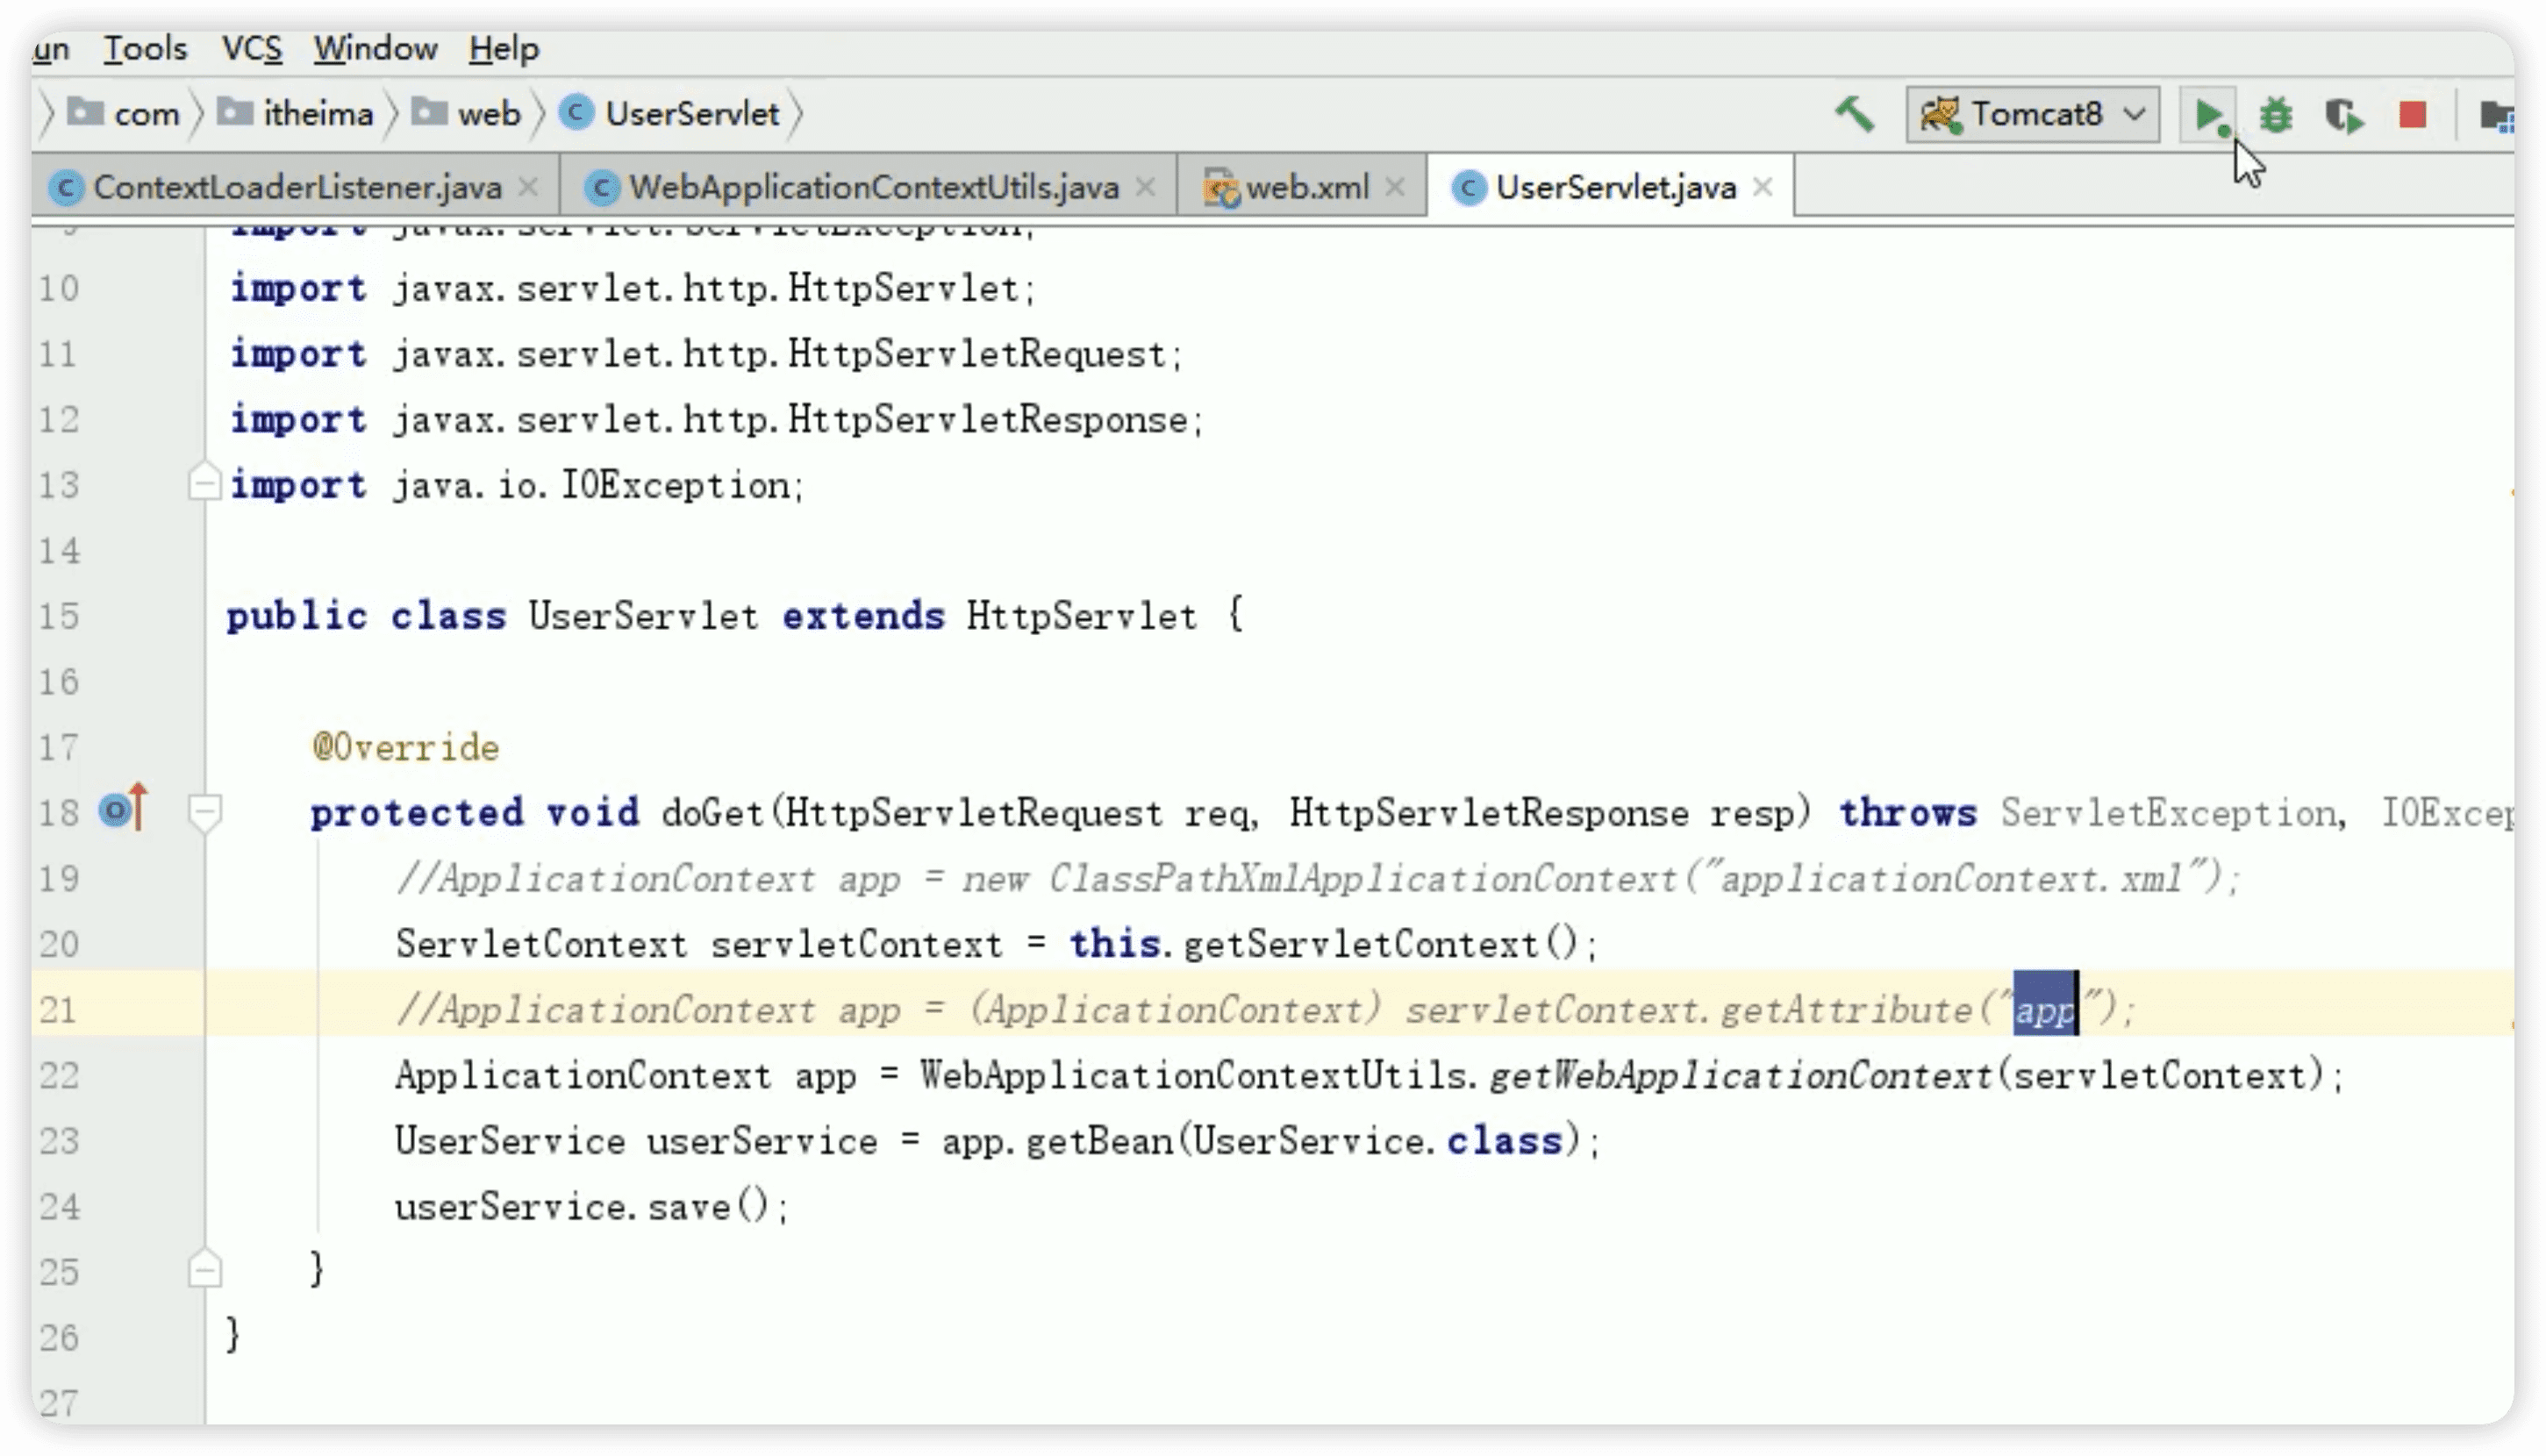 un Tools VCS Window Help
com itheima web UserServlet Tomcat8
ContextLoaderListener.java WebApplicationContextUtils.java web.xml UserServlet.java
9 import javax.servlet.ServletException;
10 import javax.servlet.http.HttpServlet;
11 import javax.servlet.http.HttpServletRequest;
12 import javax.servlet.http.HttpServletResponse;
13 import java.io.IOException;
14
15 public class UserServlet extends HttpServlet {
16
17 @Override
18 protected void doGet(HttpServletRequest req, HttpServletResponse resp) throws ServletException, IOExcep
19 //ApplicationContext app = new ClassPathXmlApplicationContext("applicationContext.xml");
20 ServletContext servletContext = this.getServletContext();
21 //ApplicationContext app = (ApplicationContext) servletContext.getAttribute("app");
22 ApplicationContext app = WebApplicationContextUtils.getWebApplicationContext(servletContext);
23 UserService userService = app.getBean(UserService.class);
24 userService.save();
25 }
26 }
27